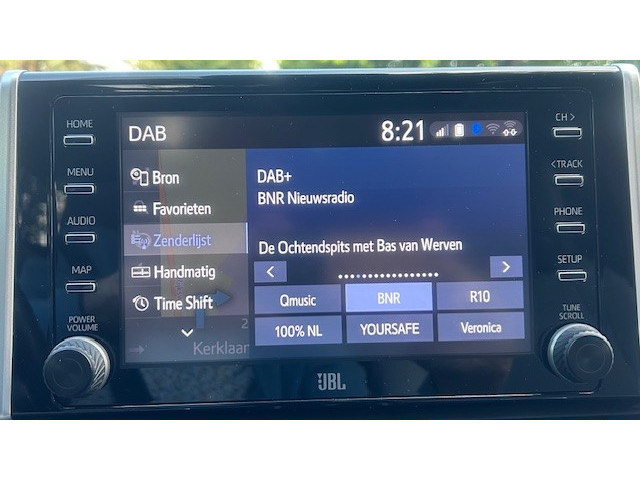 HOME
MENU
AUDIO
MAP
POWER
VOLUME
DAB
8:21
Bron
Favorieten
Zenderlijst
Handmatig
Time Shift
2
Kerklaan
DAB+
BNR Nieuwsradio
De Ochtendspits met Bas van Werven
Qmusic
BNR
R10
100% NL
YOURSAFE
Veronica
CH >
<TRACK
PHONE
SETUP
TUNE
SCROLL
JBL